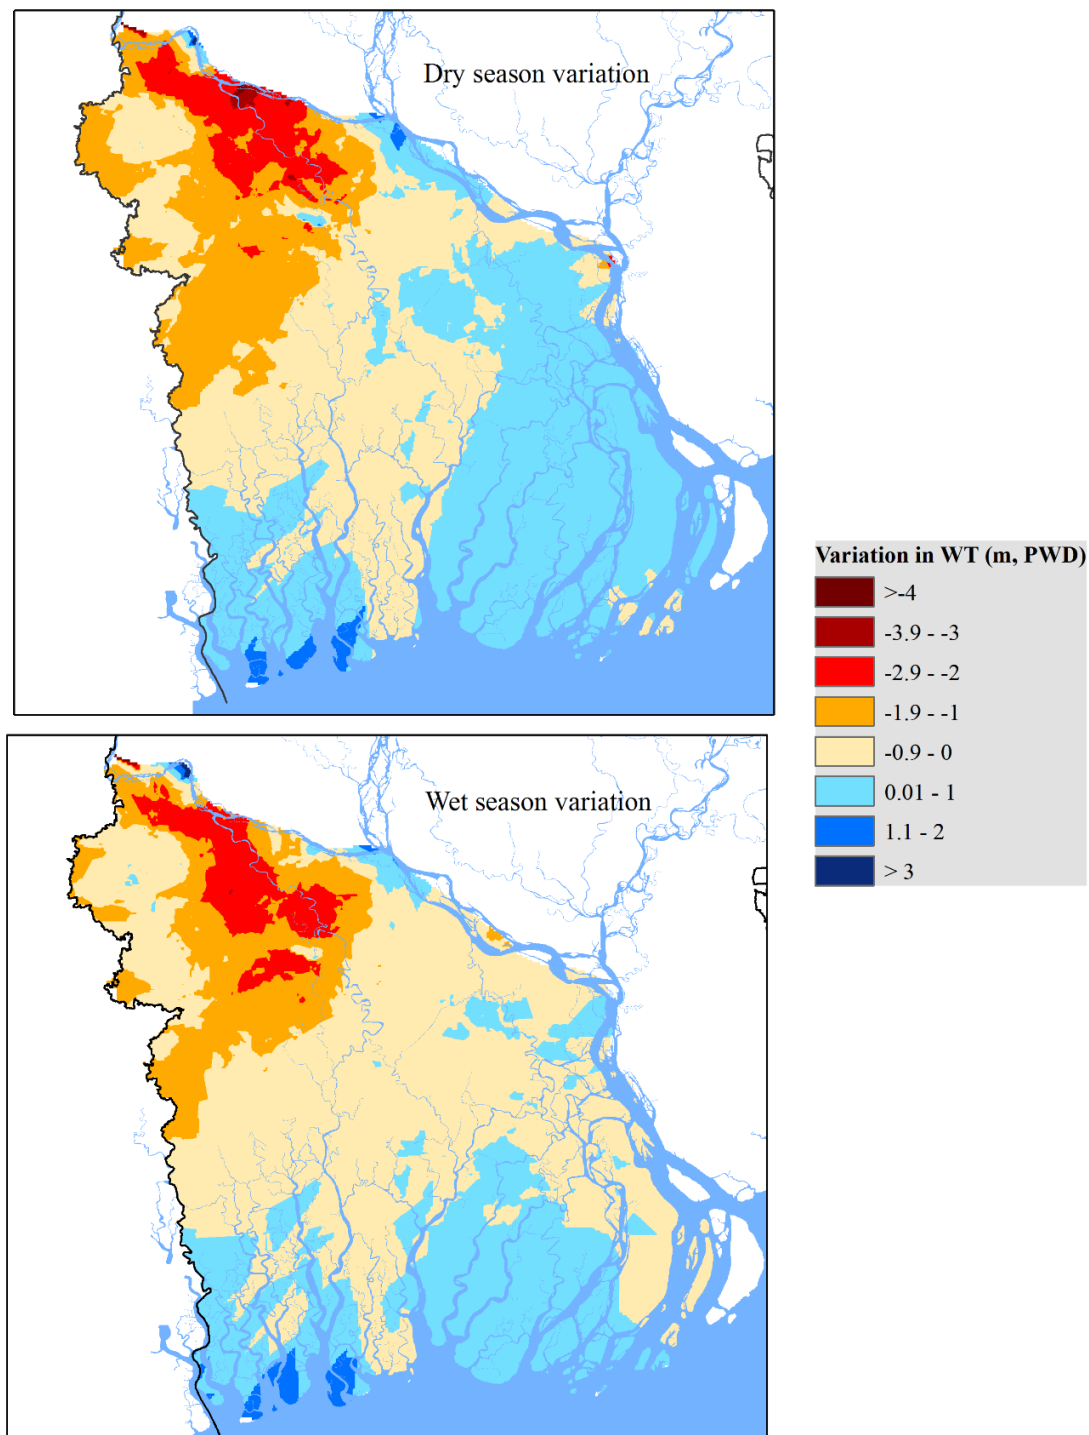 Dry season variation
Variation in WT (m, PWD)
>-4
-3.9 - -3
-2.9 - -2
-1.9 - -1
-0.9 - 0
0.01 - 1
1.1 - 2
> 3
Wet season variation